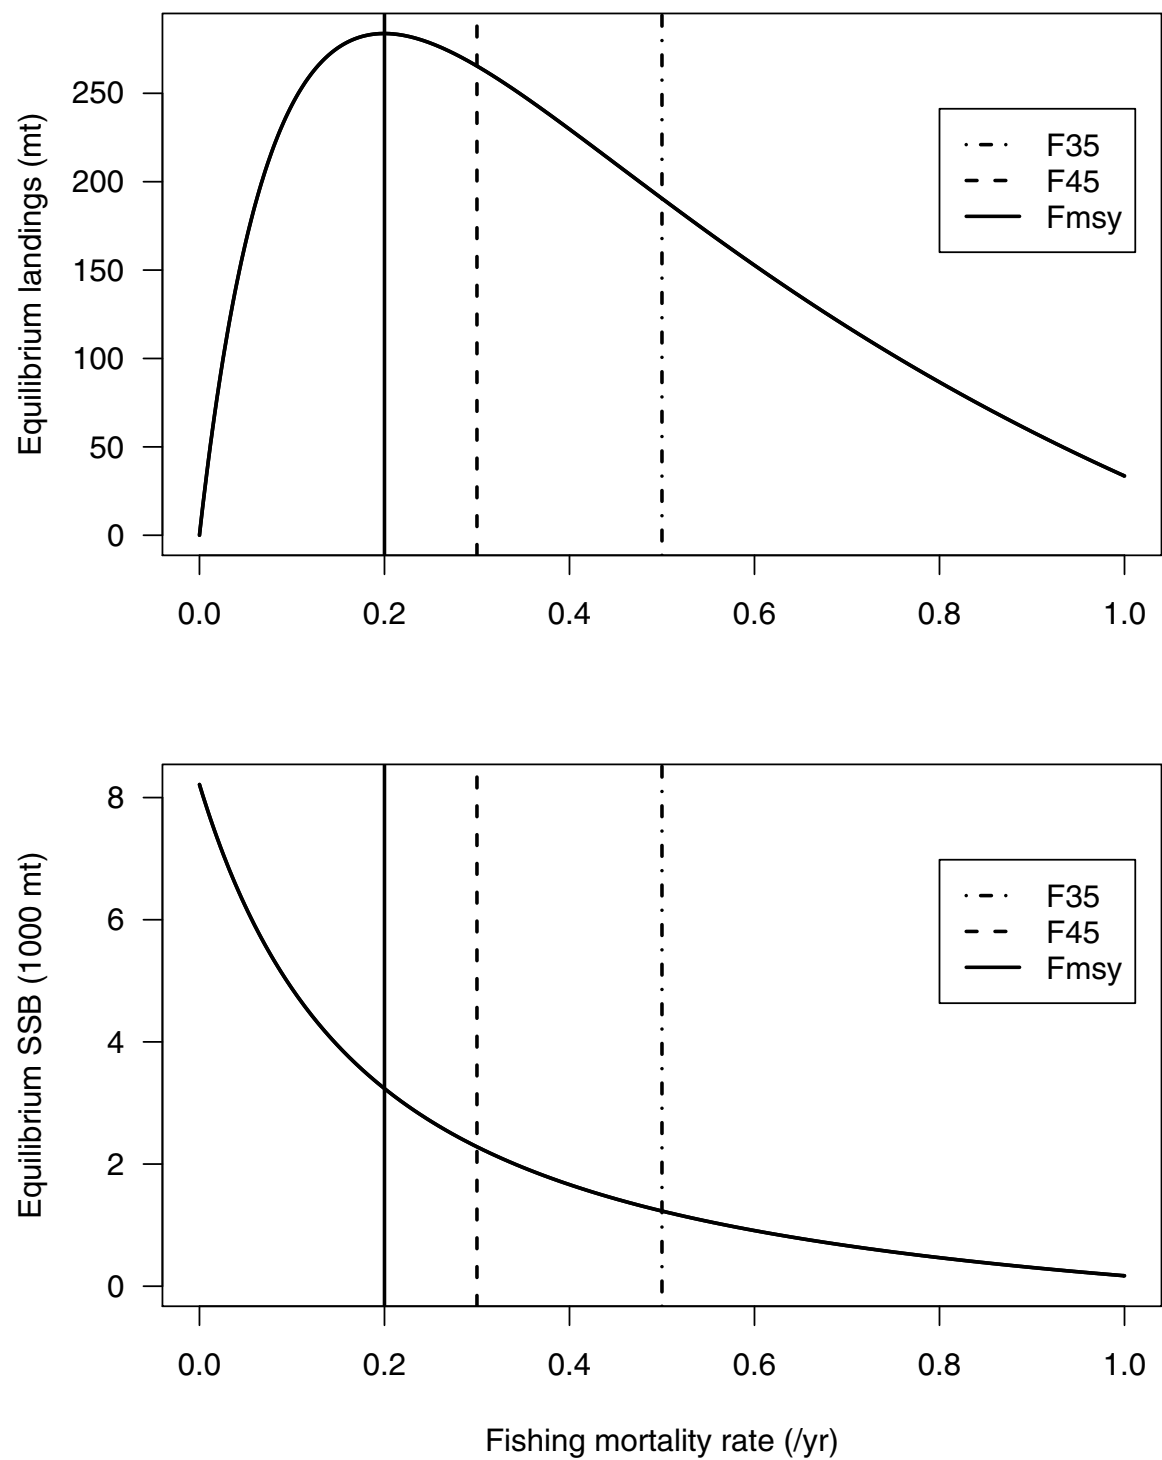 Equilibrium landings (mt)
250
200
150
100
50
0
F35
F45
Fmsy
0.0 0.2 0.4 0.6 0.8 1.0
Equilibrium SSB (1000 mt)
8
6
4
2
0
F35
F45
Fmsy
0.0 0.2 0.4 0.6 0.8 1.0
Fishing mortality rate (/yr)